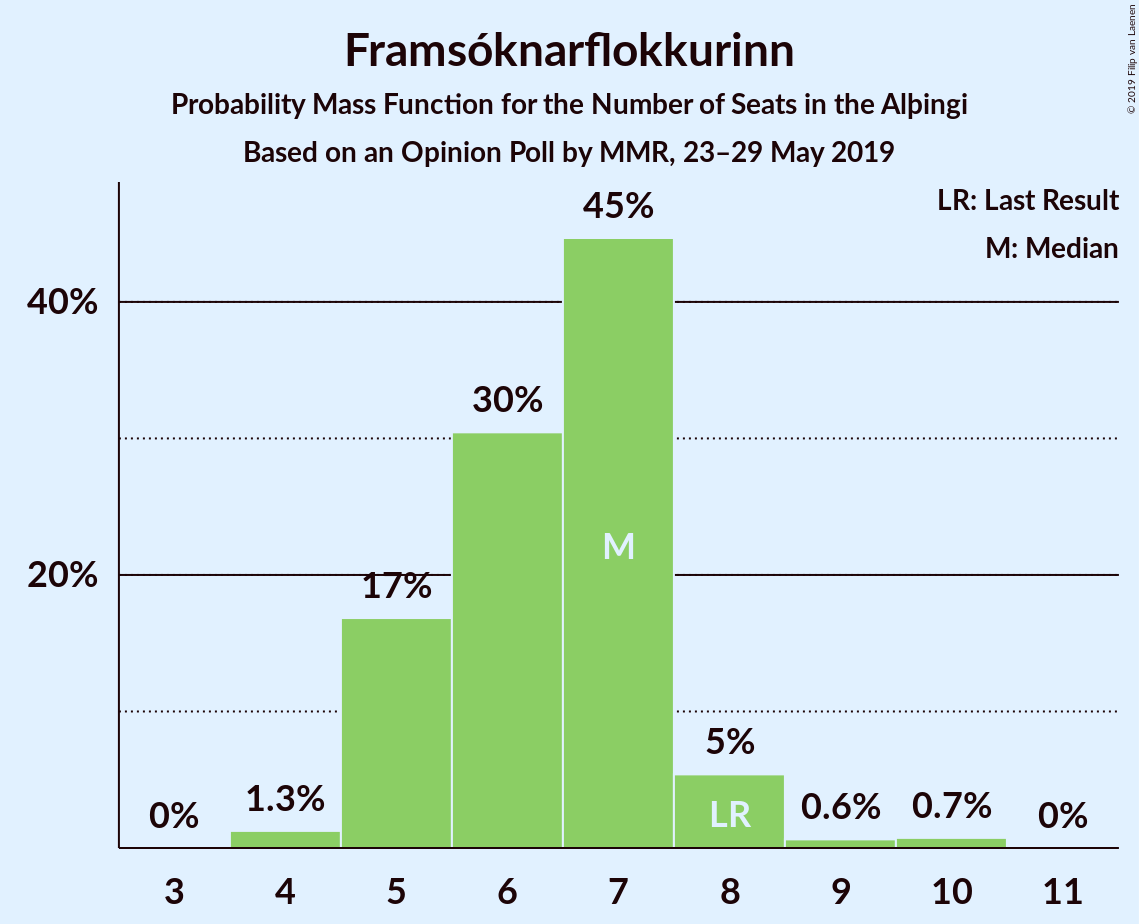 Framsóknarflokkurinn
Probability Mass Function for the Number of Seats in the Alþingi
Based on an Opinion Poll by MMR, 23–29 May 2019
© 2019 Filip van Laenen
LR: Last Result
M: Median
45%
40%
30%
M
20%
17%
5%
1.3%
0.6%
0.7%
0%
LR
0%
3 4 5 6 7 8 9 10 11